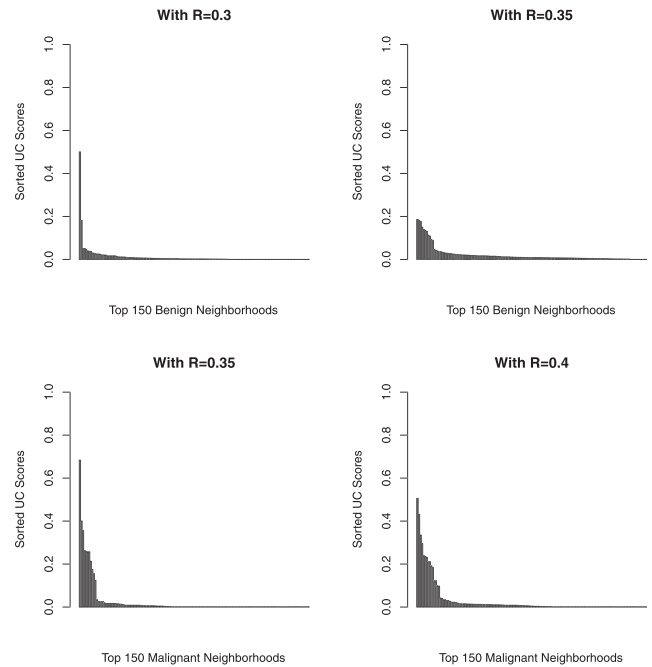 With R=0.3
Sorted UC Scores
0.0 0.2 0.4 0.6 0.8 1.0
Top 150 Benign Neighborhoods
With R=0.35
Sorted UC Scores
0.0 0.2 0.4 0.6 0.8 1.0
Top 150 Benign Neighborhoods
With R=0.35
Sorted UC Scores
0.0 0.2 0.4 0.6 0.8 1.0
Top 150 Malignant Neighborhoods
With R=0.4
Sorted UC Scores
0.0 0.2 0.4 0.6 0.8 1.0
Top 150 Malignant Neighborhoods